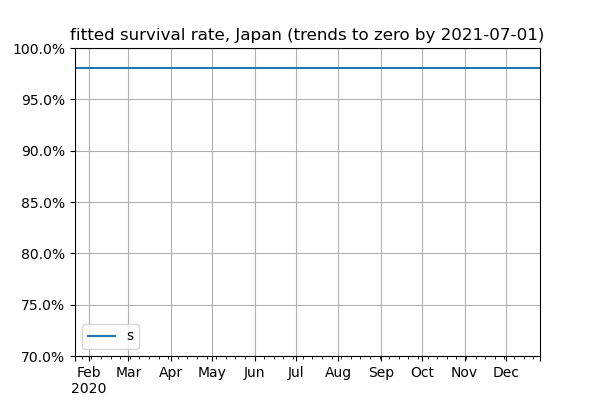 fitted survival rate, Japan (trends to zero by 2021-07-01)
100.0%
95.0%
90.0%
85.0%
80.0%
75.0%
70.0%
s
Feb Mar Apr May Jun Jul Aug Sep Oct Nov Dec
2020